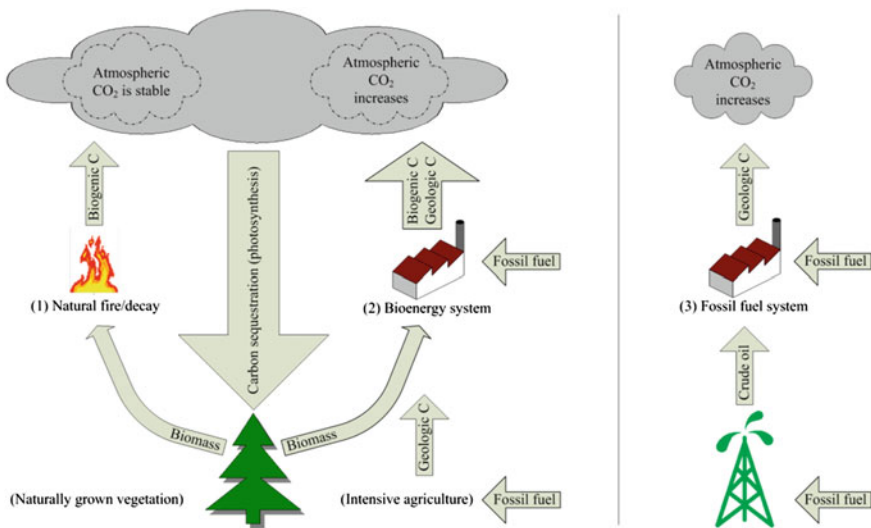 Atmospheric
CO₂ is stable
Atmospheric
CO₂
increases
Biogenic C
Carbon sequestration (photosynthesis)
Biogenic C
Geologic C
Fossil fuel
(1) Natural fire/decay
(2) Bioenergy system
Biomass
Biomass
Geologic C
(Naturally grown vegetation)
(Intensive agriculture)
Fossil fuel
Atmospheric
CO₂
increases
Geologic C
Fossil fuel
(3) Fossil fuel system
Crude oil
Fossil fuel